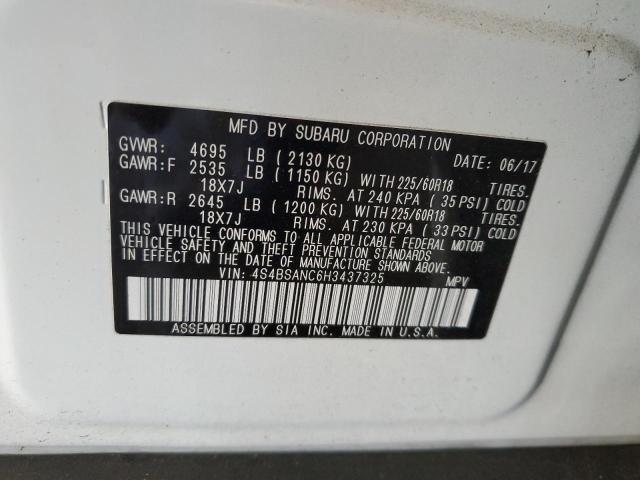 MFD BY SUBARU CORPORATION
GVWR: 4695 LB (2130 KG) DATE: 06/17
GAWR:F 2535 LB (1150 KG) WITH 225/60R18 TIRES.
18X7J RIMS. AT 240 KPA (35 PSI) COLD
GAWR:R 2645 LB (1200 KG) WITH 225/60R18 TIRES.
18X7J RIMS. AT 230 KPA (33 PSI) COLD
THIS VEHICLE CONFORMS TO ALL APPLICABLE FEDERAL MOTOR
VEHICLE SAFETY AND THEFT PREVENTION STANDARDS
IN EFFECT ON THE DATE OF MANUFACTURE SHOWN ABOVE.
VIN: 4S4BSANC6H3437325 MPV
ASSEMBLED BY SIA INC. MADE IN U.S.A.